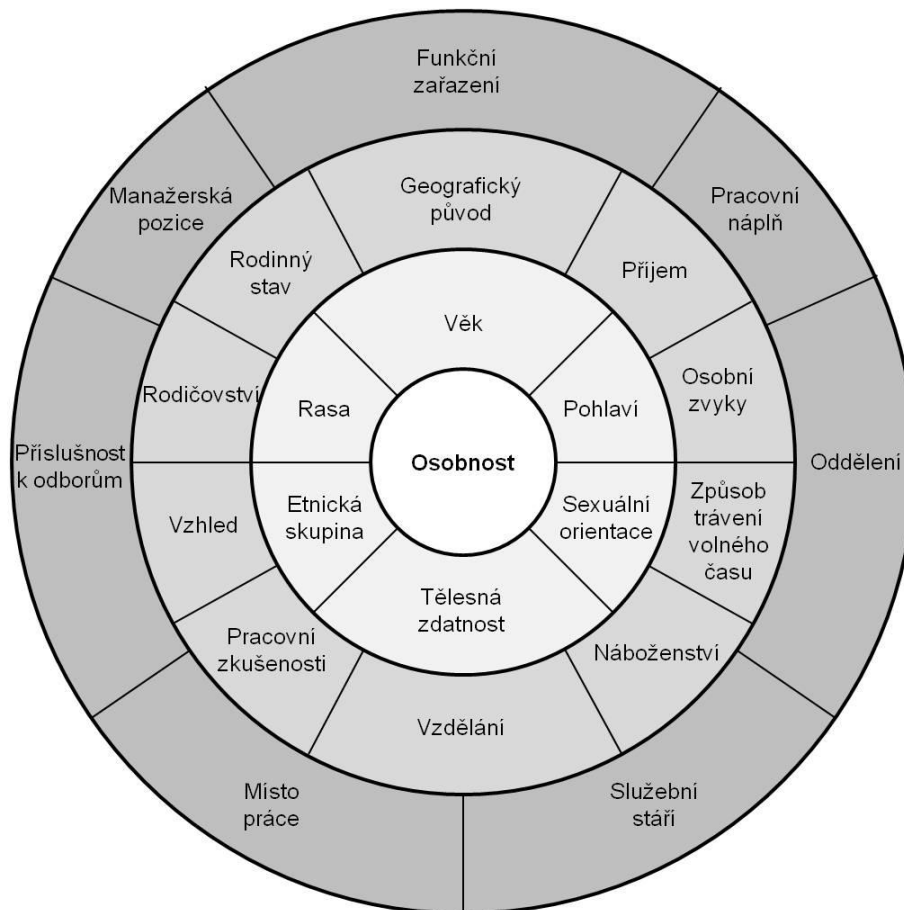 Funkční
zařazení
Manažerská
pozice
Geografický
původ
Pracovní
náplň
Rodinný
stav
Příjem
Věk
Rodičovství
Rasa
Pohlaví
Osobní
zvyky
Příslušnost
k odborům
Osobnost
Oddělení
Vzhled
Etnická
skupina
Sexuální
orientace
Způsob
trávení
volného
času
Tělesná
zdatnost
Pracovní
zkušenosti
Náboženství
Vzdělání
Místo
práce
Služební
stáří